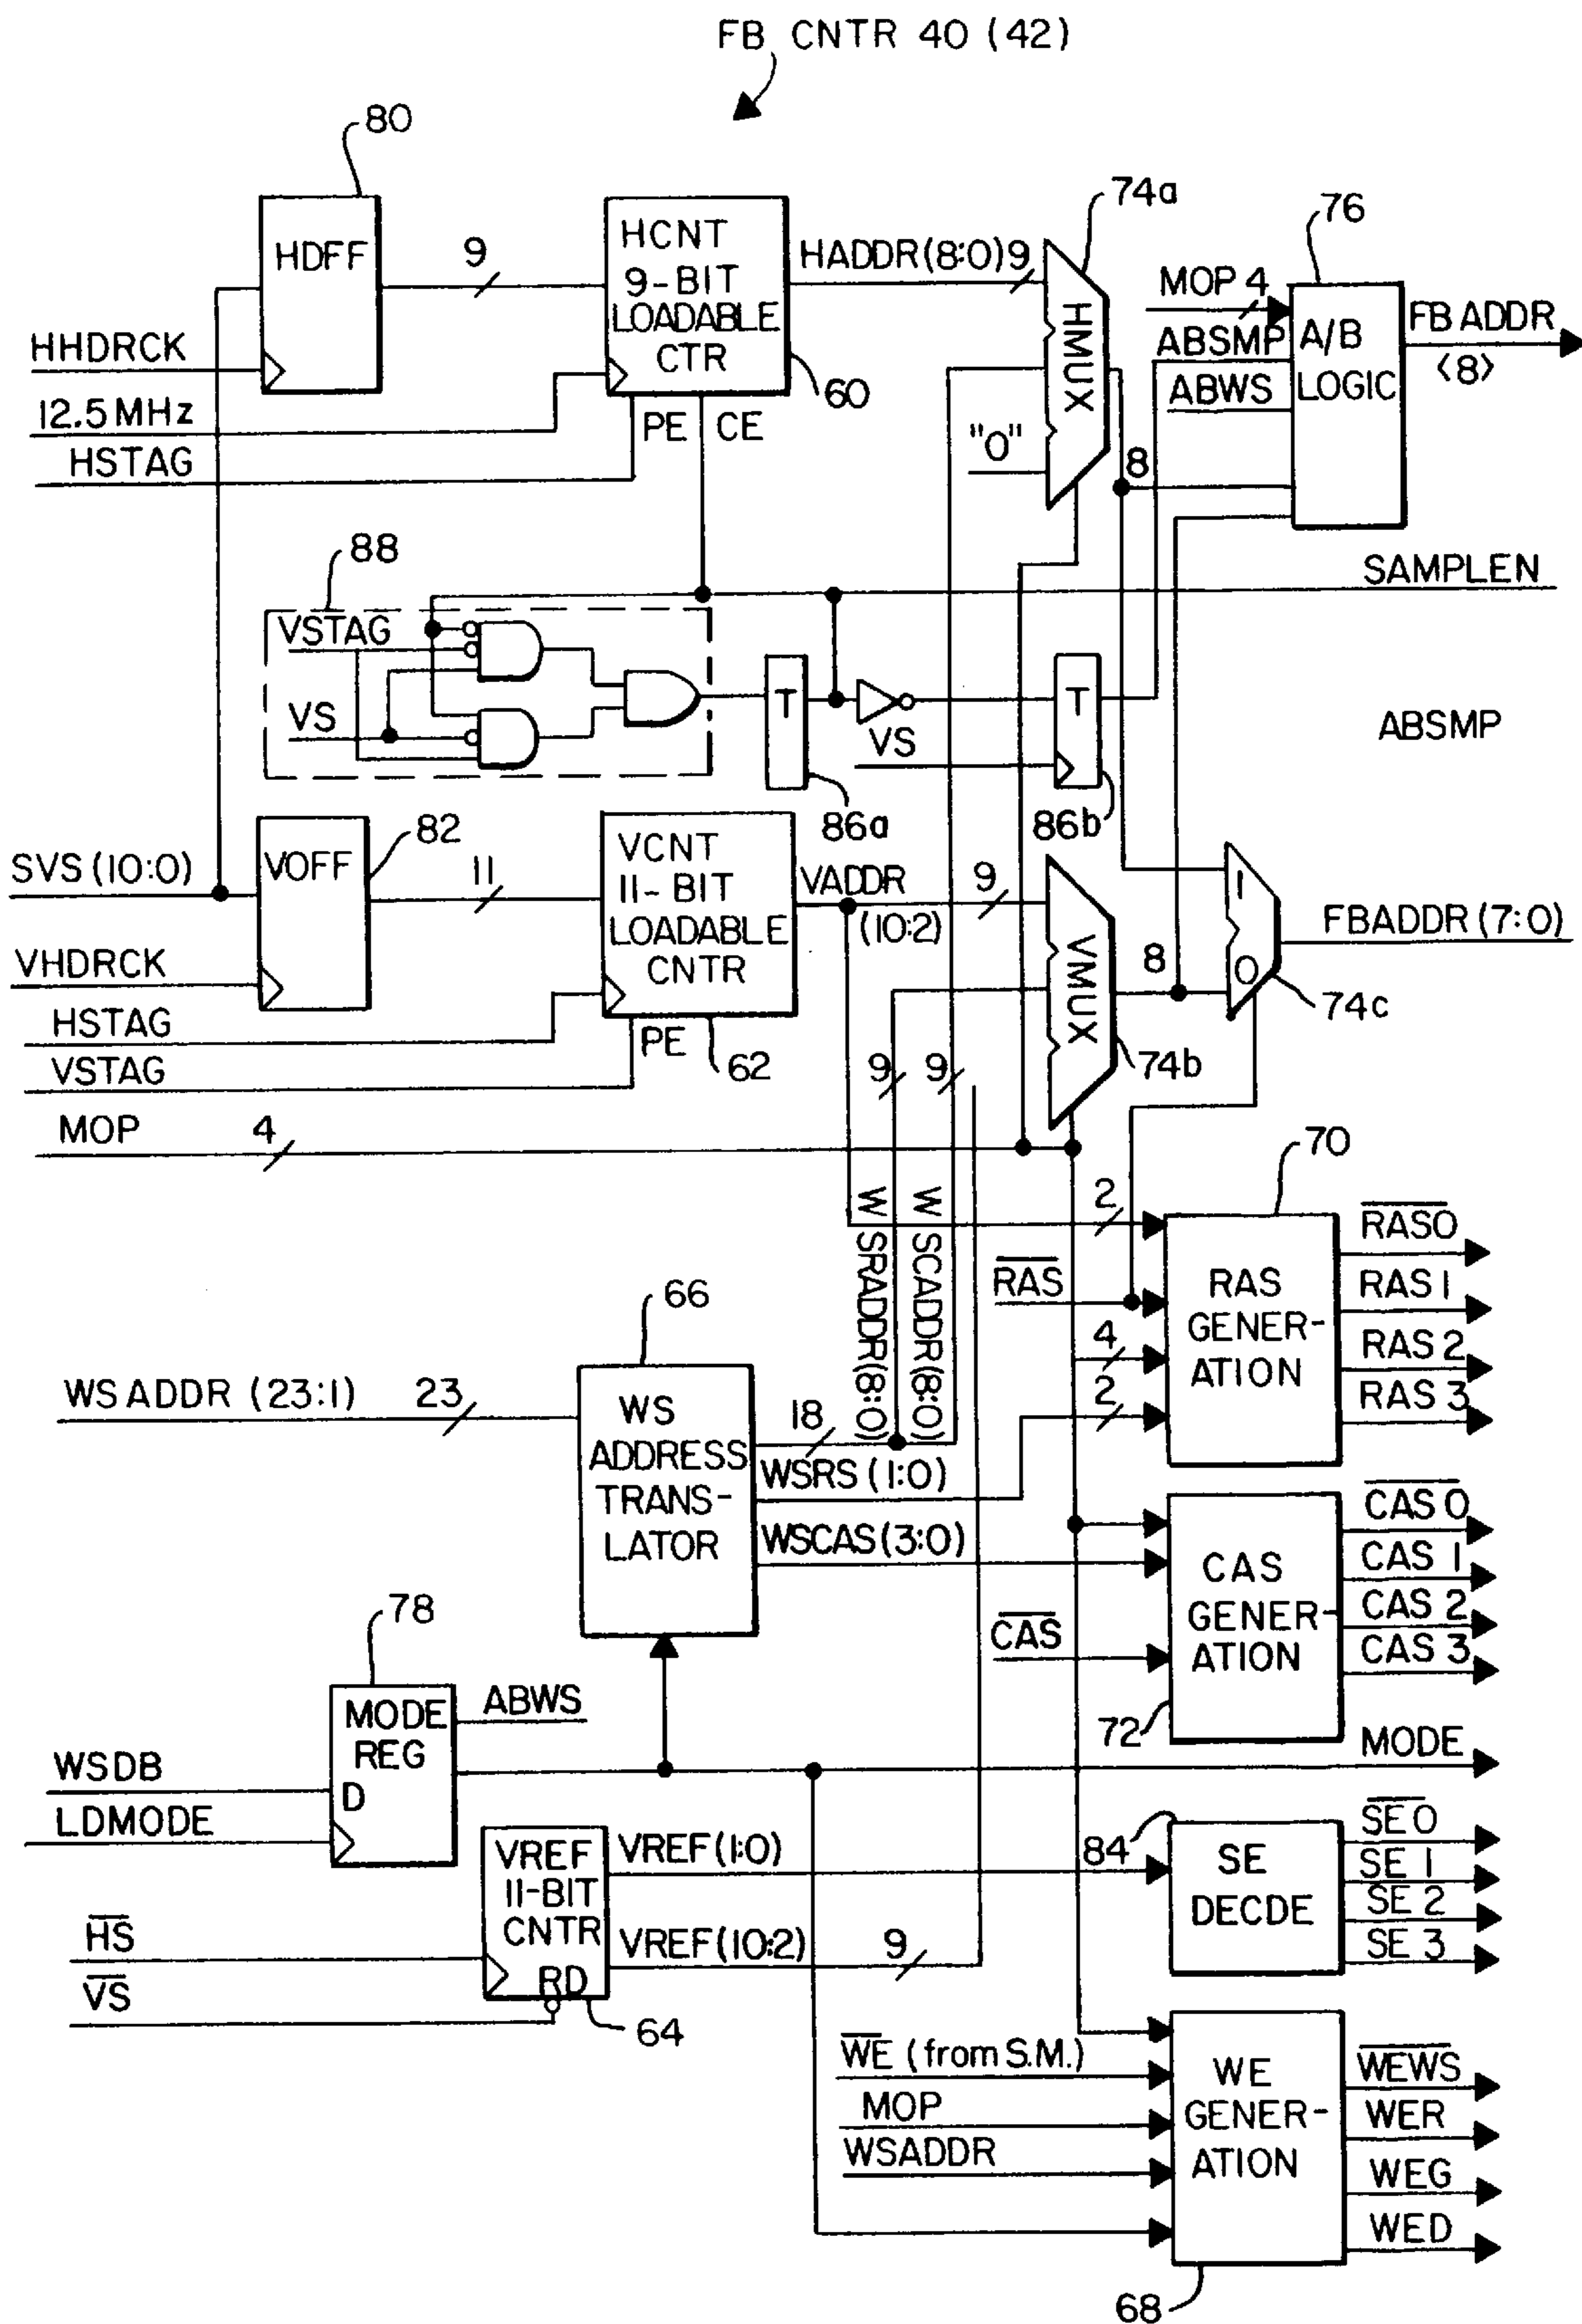 FB CNTR 40 (42)
80
HDFF
9
HCNT
9-BIT
LOADABLE
CTR
60
HADDR(8:0) 9
74a
HMUX
76
MOP 4
ABSMP
ABWS
A/B
LOGIC
FB ADDR
⟨8⟩
HHDRCK
12.5 MHz
HSTAG
PE
CE
"0"
8
88
VSTAG
VS
T
86a
VS
T
86b
SAMPLEN
ABSMP
SVS (10:0)
VOFF
82
11
VCNT
11-BIT
LOADABLE
CNTR
62
VADDR
(10:2)
9
VMUX
74b
8
1
0
74c
FBADDR (7:0)
VHDRCK
HSTAG
VSTAG
PE
MOP
4
9
9
W SRADDR(8:0)
W SCADDR(8:0)
2
RAS
4
2
70
RAS
GENER-
ATION
RAS0
RAS 1
RAS 2
RAS 3
WS ADDR (23:1)
23
66
WS
ADDRESS
TRANS-
LATOR
18
WSRS (1:0)
WSCAS (3:0)
CAS
CAS
GENER-
ATION
72
CAS 0
CAS 1
CAS 2
CAS 3
78
MODE
REG
D
ABWS
WSDB
LDMODE
MODE
VREF
11-BIT
CNTR
RD
64
VREF (1:0)
VREF (10:2)
9
HS
VS
84
SE
DECDE
SE 0
SE 1
SE 2
SE 3
WE (from S.M.)
MOP
WSADDR
WE
GENER-
ATION
68
WEWS
WER
WEG
WED